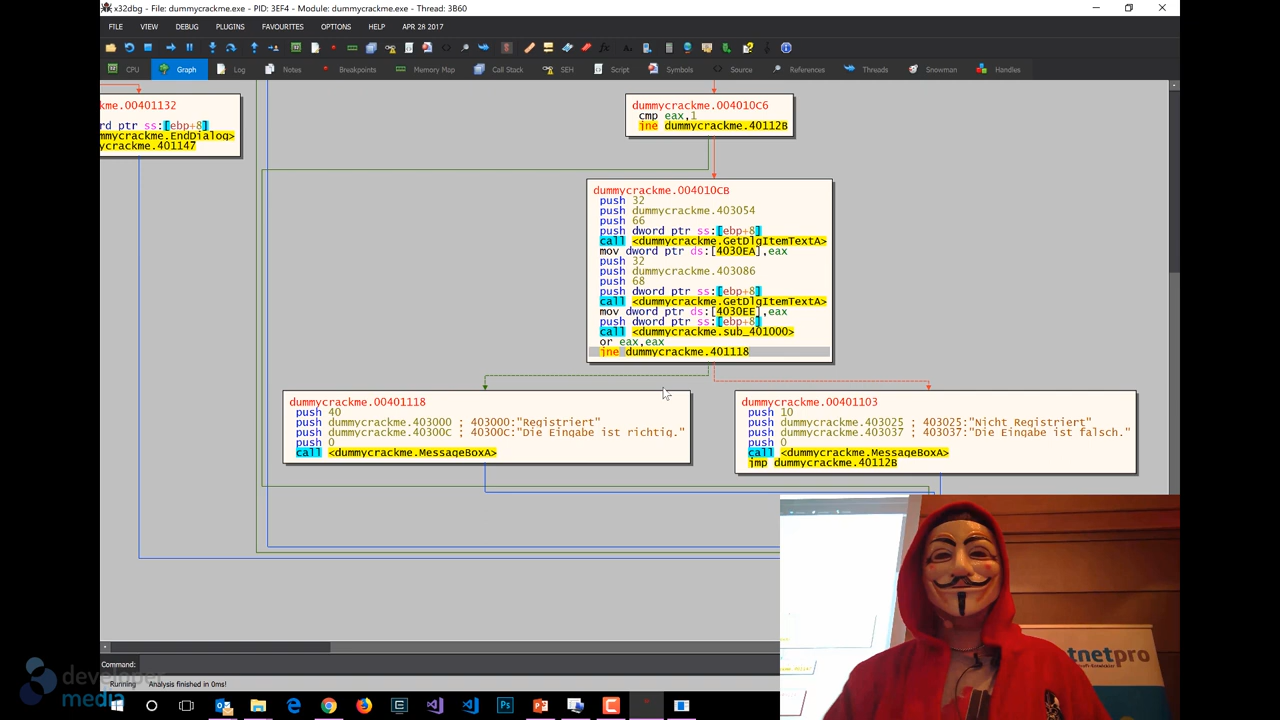 x32dbg - File: dummycrackme.exe - PID: 3EF4 - Module: dummycrackme.exe - Thread: 3B60
FILE VIEW DEBUG PLUGINS FAVOURITES OPTIONS HELP APR 28 2017
CPU Graph Log Notes Breakpoints Memory Map Call Stack SEH Script Symbols Source References Threads Snowman Handles
kme.00401132
rd ptr ss:[ebp+8]
mmycrackme.EndDialog>
mmycrackme.401147
dummycrackme.004010C6
cmp eax,1
jne dummycrackme.40112B
dummycrackme.004010CB
push 32
push dummycrackme.403054
push 66
push dword ptr ss:[ebp+8]
call <dummycrackme.GetDlgItemTextA>
mov dword ptr ds:[4030EA],eax
push 32
push dummycrackme.403086
push 68
push dword ptr ss:[ebp+8]
call <dummycrackme.GetDlgItemTextA>
mov dword ptr ds:[4030EE],eax
push dword ptr ss:[ebp+8]
call <dummycrackme.sub_401000>
or eax,eax
jne dummycrackme.401118
dummycrackme.00401118
push 40
push dummycrackme.403000 ; 403000:"Registriert"
push dummycrackme.40300C ; 40300C:"Die Eingabe ist richtig."
push 0
call <dummycrackme.MessageBoxA>
dummycrackme.00401103
push 10
push dummycrackme.403025 ; 403025:"Nicht Registriert"
push dummycrackme.403037 ; 403037:"Die Eingabe ist falsch."
push 0
call <dummycrackme.MessageBoxA>
jmp dummycrackme.40112B
tnetpro
Command:
Running Analysis finished in 0ms!
developer
media